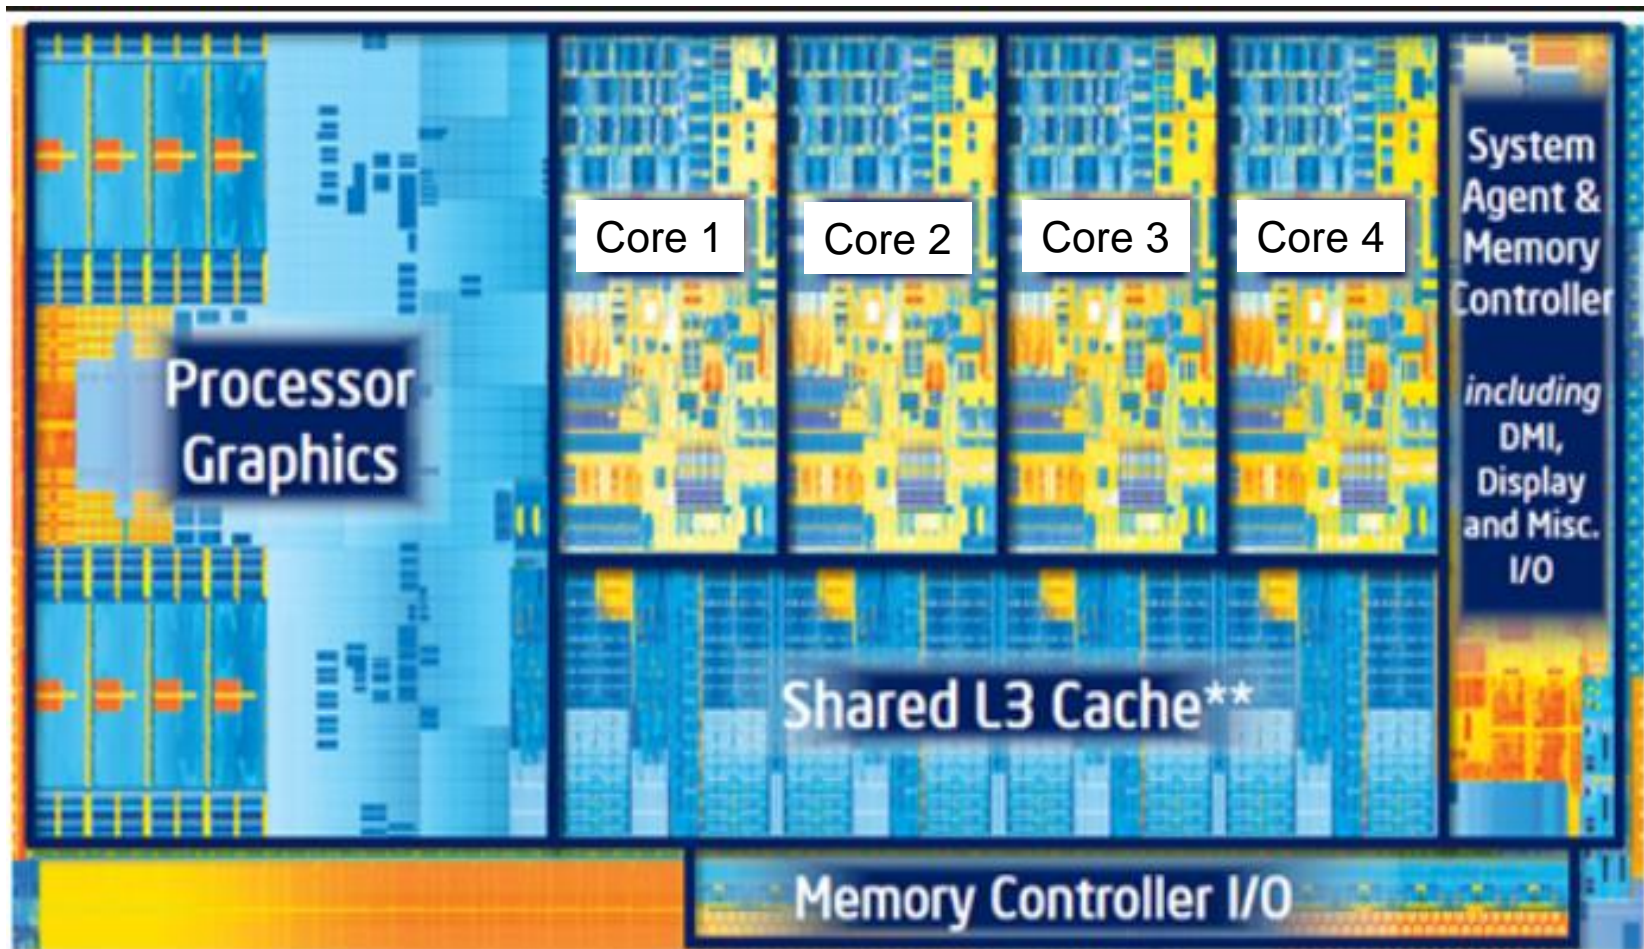 Processor
Graphics
Core 1
Core 2
Core 3
Core 4
System
Agent &
Memory
Controller
including
DMI,
Display
and Misc.
I/O
Shared L3 Cache**
Memory Controller I/O